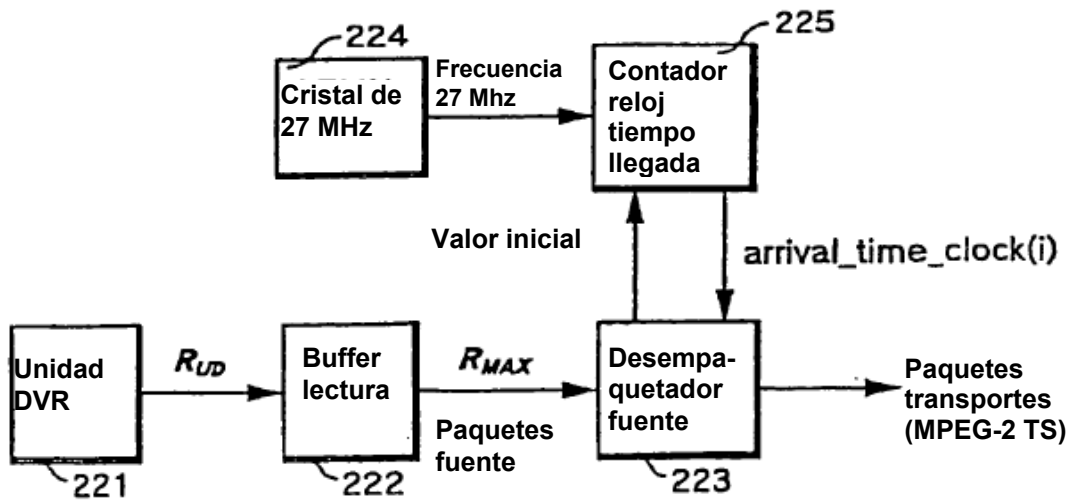 224
Cristal de
27 MHz
Frecuencia
27 Mhz
225
Contador
reloj
tiempo
llegada
Valor inicial
arrival_time_clock(i)
Unidad
DVR
221
R_UD
Buffer
lectura
222
R_MAX
Paquetes
fuente
Desempa-
quetador
fuente
223
Paquetes
transportes
(MPEG-2 TS)